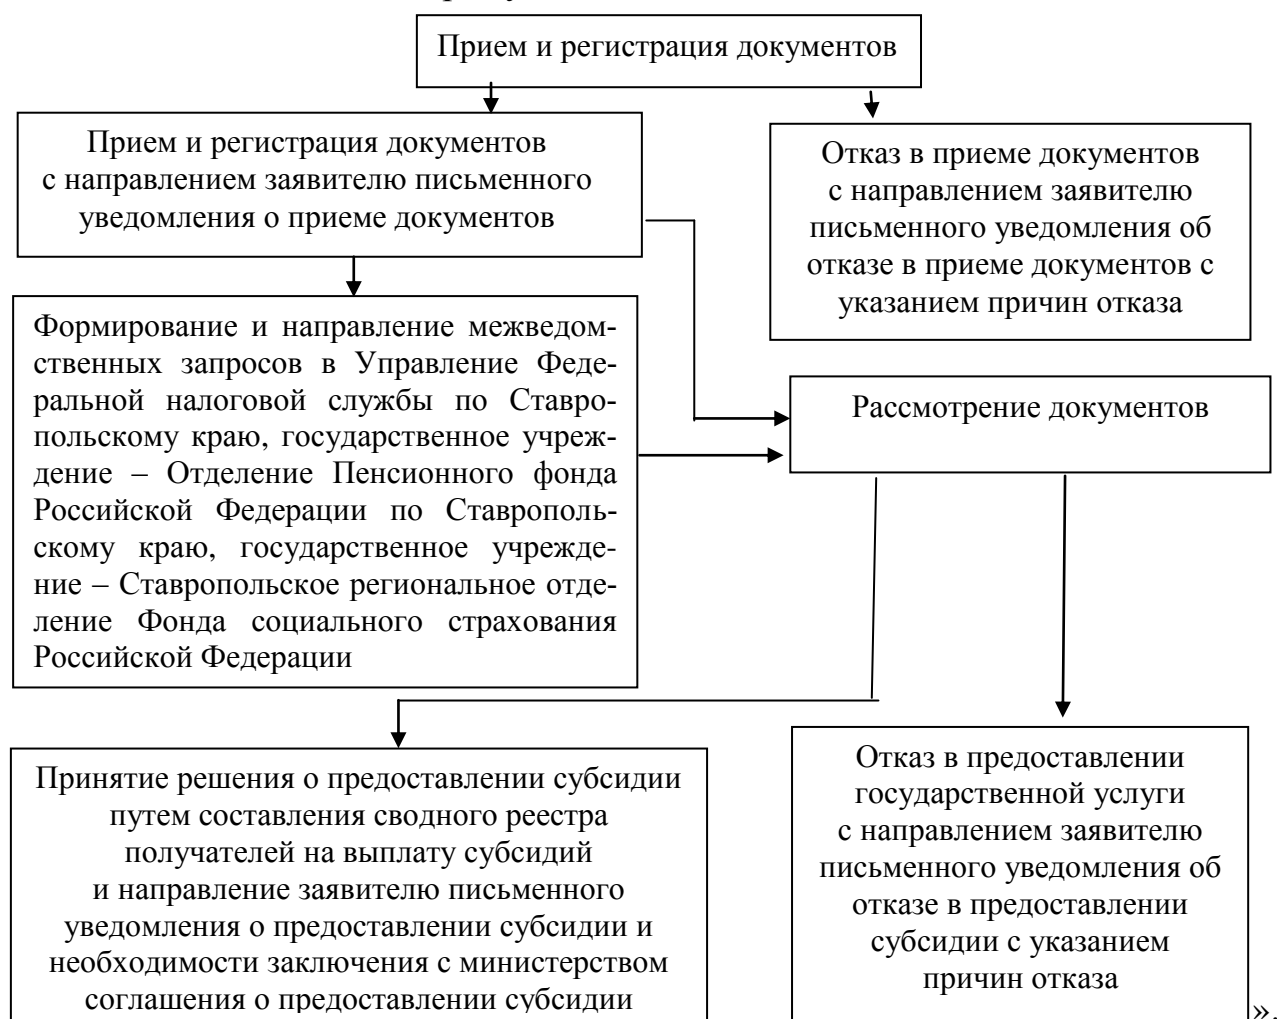 Прием и регистрация документов
Прием и регистрация документов
с направлением заявителю письменного
уведомления о приеме документов
Отказ в приеме документов
с направлением заявителю
письменного уведомления об
отказе в приеме документов с
указанием причин отказа
Формирование и направление межведом-
ственных запросов в Управление Феде-
ральной налоговой службы по Ставро-
польскому краю, государственное учреж-
дение – Отделение Пенсионного фонда
Российской Федерации по Ставрополь-
скому краю, государственное учрежде-
ние – Ставропольское региональное отде-
ление Фонда социального страхования
Российской Федерации
Рассмотрение документов
Принятие решения о предоставлении субсидии
путем составления сводного реестра
получателей на выплату субсидий
и направление заявителю письменного
уведомления о предоставлении субсидии и
необходимости заключения с министерством
соглашения о предоставлении субсидии
Отказ в предоставлении
государственной услуги
с направлением заявителю
письменного уведомления об
отказе в предоставлении
субсидии с указанием
причин отказа
».